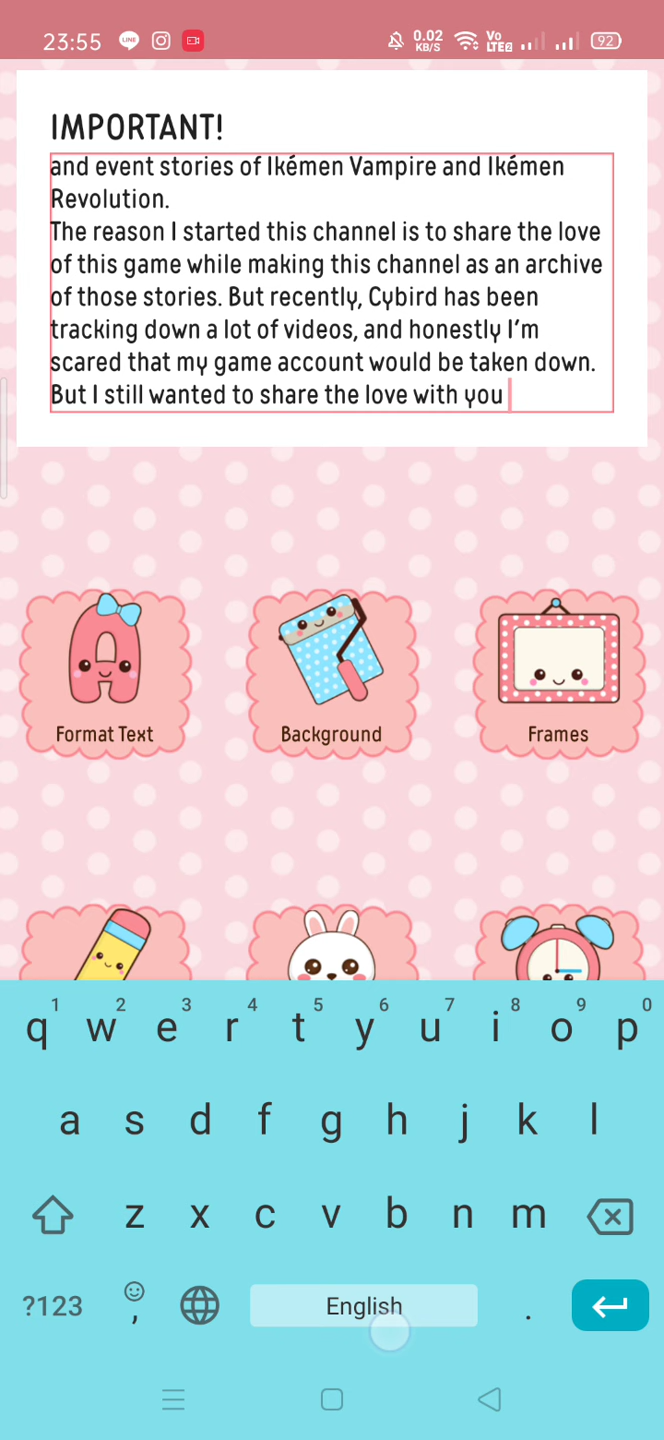 23:55
LINE
0.02
KB/S
Vo
LTE2
92
IMPORTANT!
and event stories of Ikémen Vampire and Ikémen
Revolution.
The reason I started this channel is to share the love
of this game while making this channel as an archive
of those stories. But recently, Cybird has been
tracking down a lot of videos, and honestly I'm
scared that my game account would be taken down.
But I still wanted to share the love with you
Format Text
Background
Frames
1 2 3 4 5 6 7 8 9 0
q w e r t y u i o p
a s d f g h j k l
z x c v b n m
?123 , English .